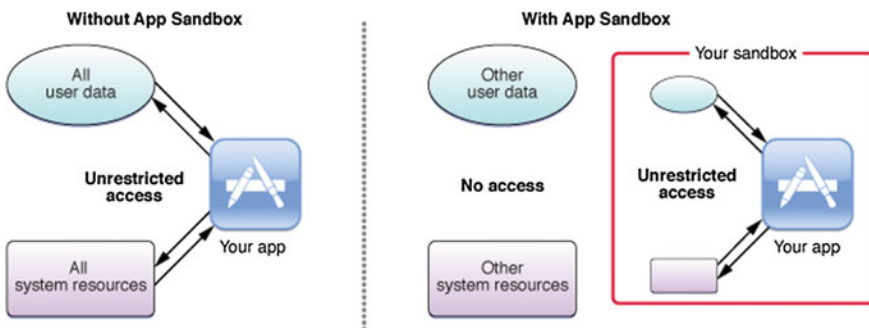 Without App Sandbox
All
user data
Unrestricted
access
Your app
All
system resources
With App Sandbox
Other
user data
No access
Other
system resources
Your sandbox
Unrestricted
access
Your app